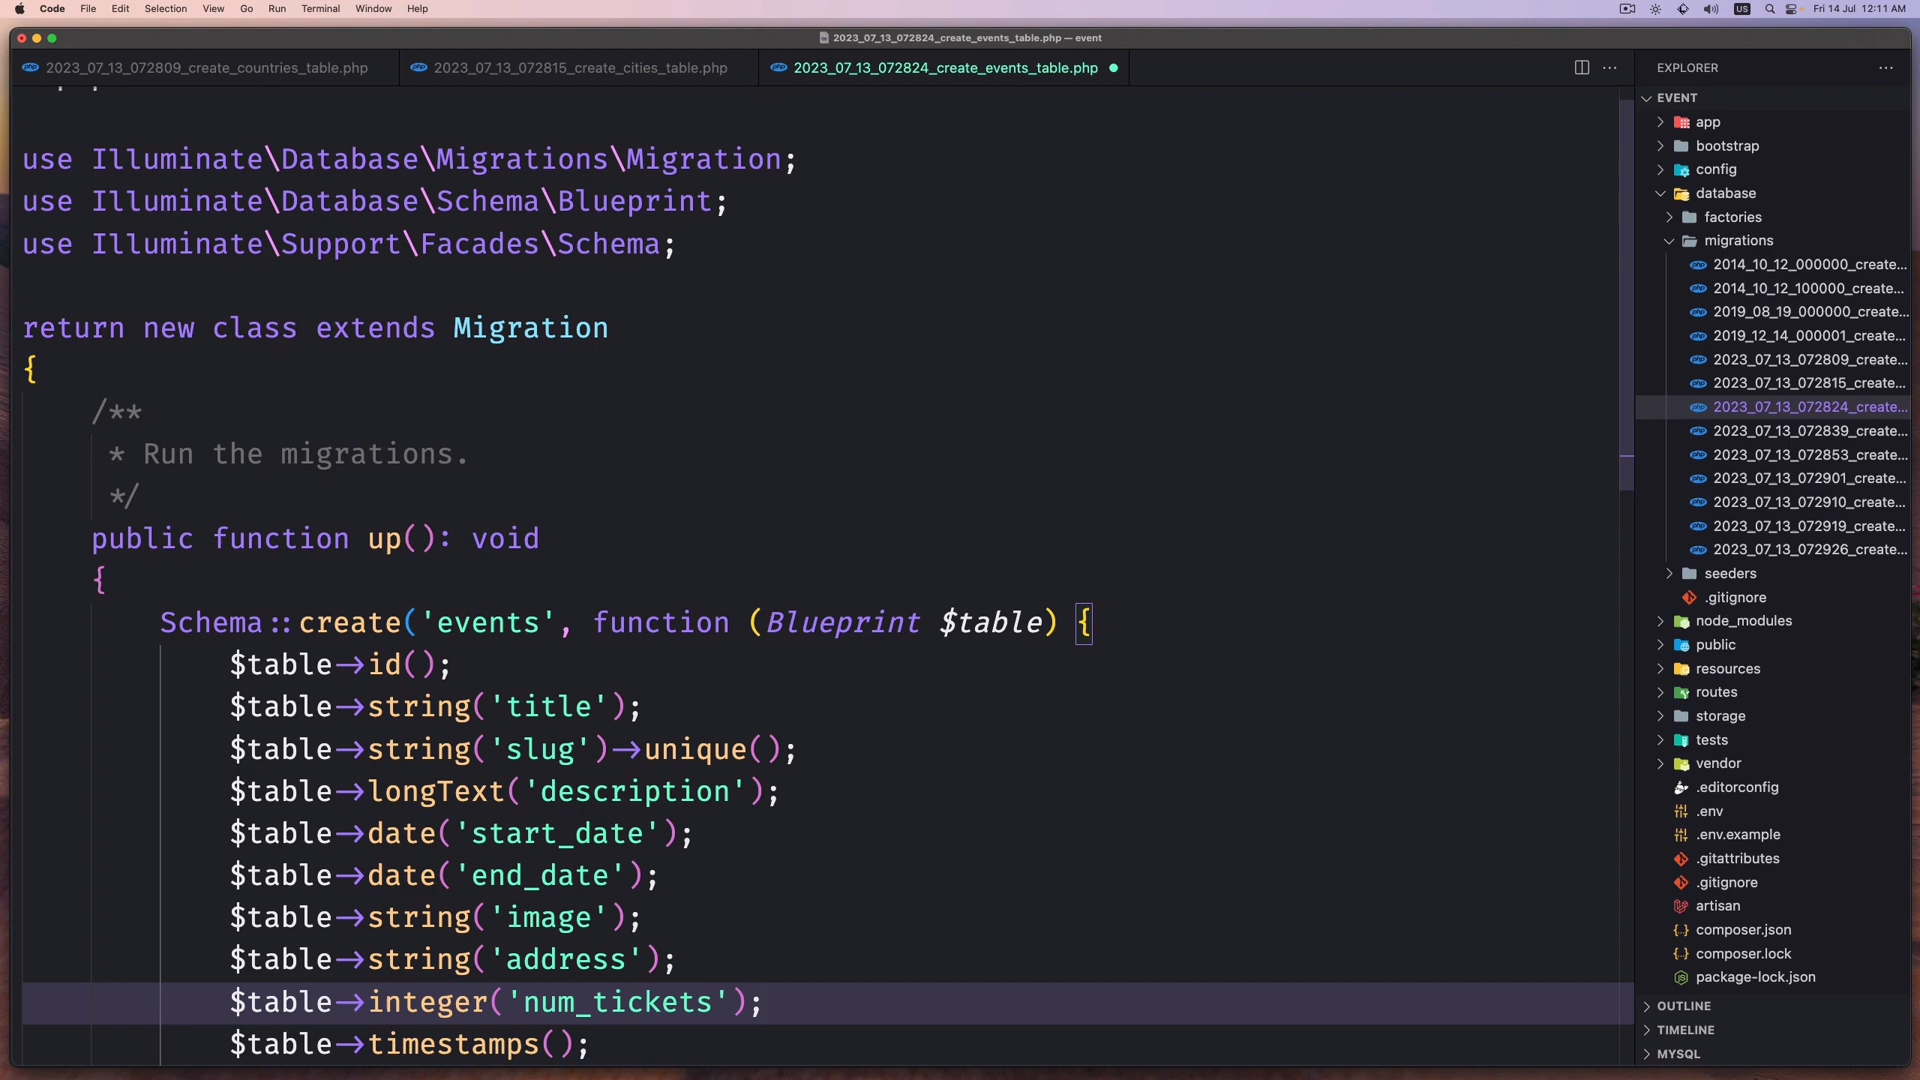 Code File Edit Selection View Go Run Terminal Window Help US Fri 14 Jul 12:11 AM
2023_07_13_072824_create_events_table.php — event
2023_07_13_072809_create_countries_table.php 2023_07_13_072815_create_cities_table.php 2023_07_13_072824_create_events_table.php
use Illuminate\Database\Migrations\Migration;
use Illuminate\Database\Schema\Blueprint;
use Illuminate\Support\Facades\Schema;
return new class extends Migration
{
/**
* Run the migrations.
*/
public function up(): void
{
Schema::create('events', function (Blueprint $table) {
$table->id();
$table->string('title');
$table->string('slug')->unique();
$table->longText('description');
$table->date('start_date');
$table->date('end_date');
$table->string('image');
$table->string('address');
$table->integer('num_tickets');
$table->timestamps();
EXPLORER
EVENT
app
bootstrap
config
database
factories
migrations
2014_10_12_000000_create...
2014_10_12_100000_create...
2019_08_19_000000_create...
2019_12_14_000001_create...
2023_07_13_072809_create...
2023_07_13_072815_create...
2023_07_13_072824_create...
2023_07_13_072839_create...
2023_07_13_072853_create...
2023_07_13_072901_create...
2023_07_13_072910_create...
2023_07_13_072919_create...
2023_07_13_072926_create...
seeders
.gitignore
node_modules
public
resources
routes
storage
tests
vendor
.editorconfig
.env
.env.example
.gitattributes
.gitignore
artisan
composer.json
composer.lock
package-lock.json
OUTLINE
TIMELINE
MYSQL